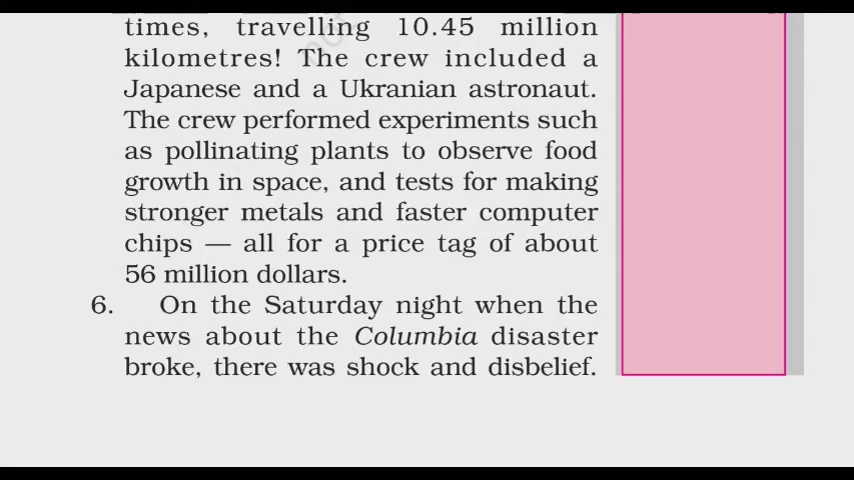 times, travelling 10.45 million
kilometres! The crew included a
Japanese and a Ukranian astronaut.
The crew performed experiments such
as pollinating plants to observe food
growth in space, and tests for making
stronger metals and faster computer
chips — all for a price tag of about
56 million dollars.
6. On the Saturday night when the
news about the Columbia disaster
broke, there was shock and disbelief.